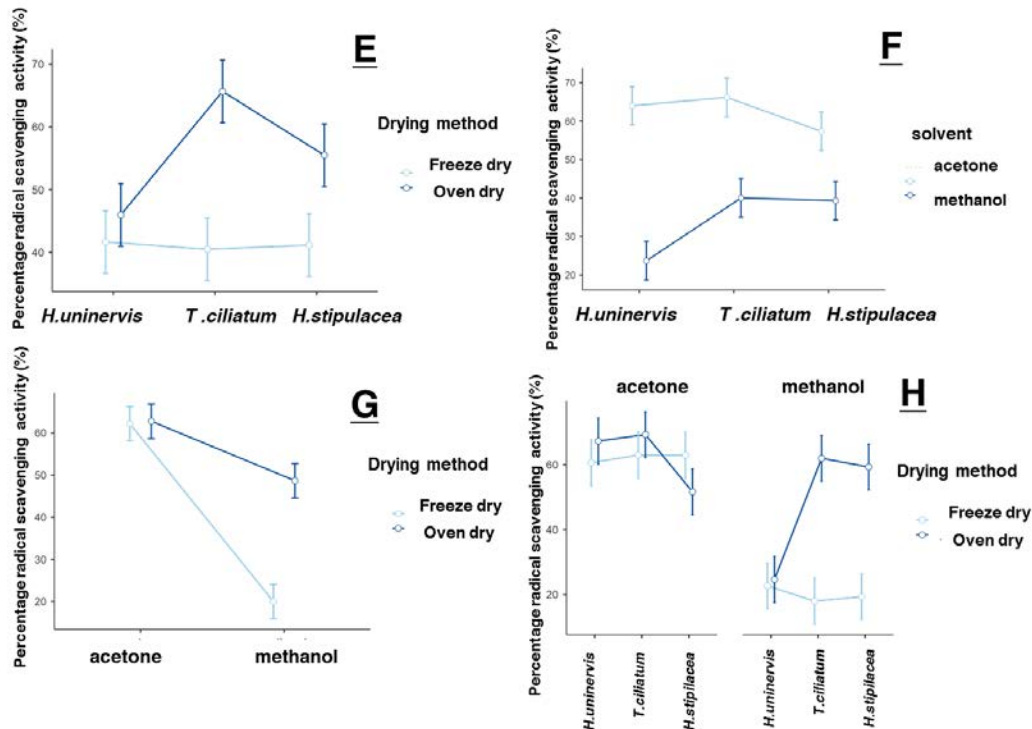 E
Percentage radical scavenging activity (%)
70
60
50
40
H.uninervis
T .ciliatum
H.stipulacea
Drying method
Freeze dry
Oven dry
F
Percentage radical scavenging activity (%)
70
60
50
40
30
20
H.uninervis
T .ciliatum
H.stipulacea
solvent
acetone
methanol
G
Percentage radical scavenging activity (%)
60
50
40
30
20
acetone
methanol
Drying method
Freeze dry
Oven dry
H
acetone
methanol
Percentage radical scavenging activity (%)
60
40
20
H.uninervis
T.ciliatum
H.stipilacea
H.uninervis
T.ciliatum
H.stipilacea
Drying method
Freeze dry
Oven dry